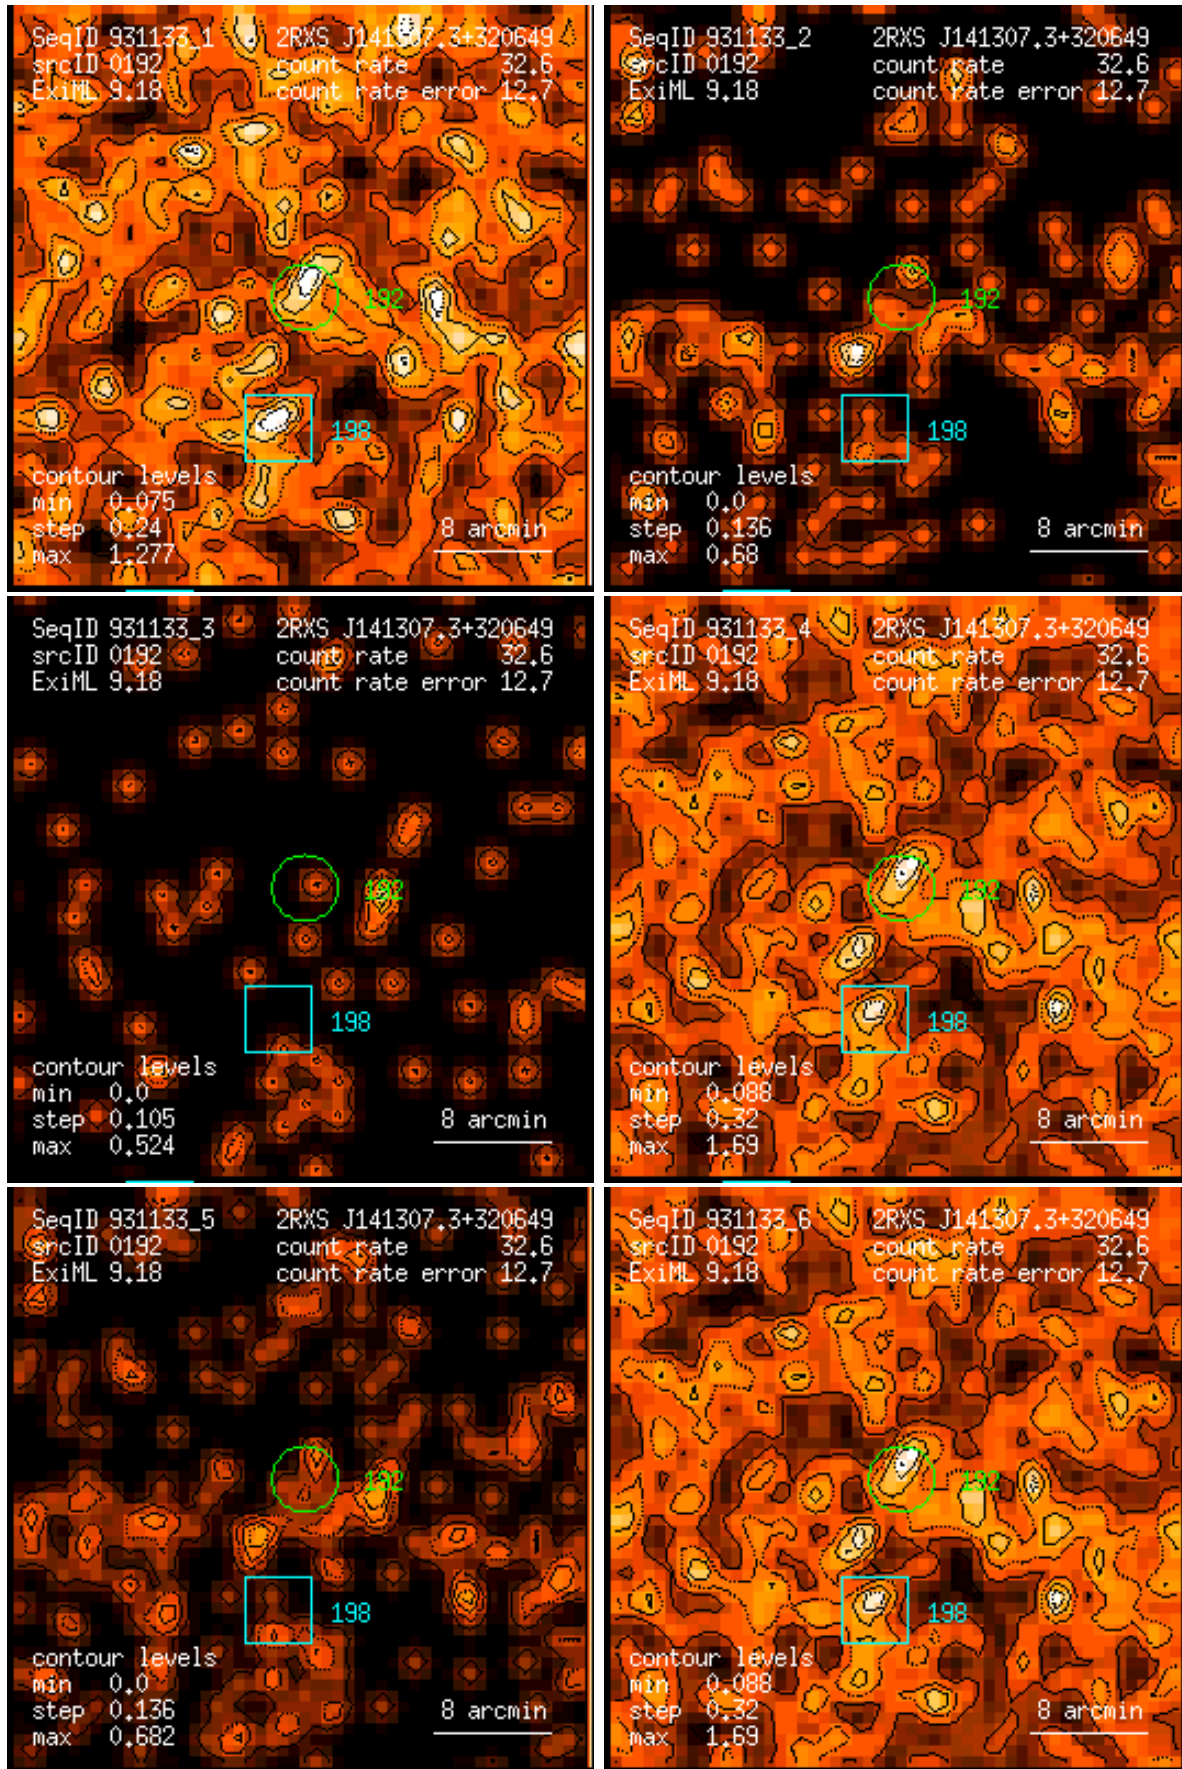 SeqID 931133_1 2RXS J141307.3+320649
srcID 0192 count rate 32.6
ExiML 9.18 count rate error 12.7
192
198
contour levels
min 0.075
step 0.24
max 1.277
8 arcmin
SeqID 931133_2 2RXS J141307.3+320649
srcID 0192 count rate 32.6
ExiML 9.18 count rate error 12.7
192
198
contour levels
min 0.0
step 0.136
max 0.68
8 arcmin
SeqID 931133_3 2RXS J141307.3+320649
srcID 0192 count rate 32.6
ExiML 9.18 count rate error 12.7
192
198
contour levels
min 0.0
step 0.105
max 0.524
8 arcmin
SeqID 931133_4 2RXS J141307.3+320649
srcID 0192 count rate 32.6
ExiML 9.18 count rate error 12.7
192
198
contour levels
min 0.088
step 0.32
max 1.69
8 arcmin
SeqID 931133_5 2RXS J141307.3+320649
srcID 0192 count rate 32.6
ExiML 9.18 count rate error 12.7
192
198
contour levels
min 0.0
step 0.136
max 0.682
8 arcmin
SeqID 931133_6 2RXS J141307.3+320649
srcID 0192 count rate 32.6
ExiML 9.18 count rate error 12.7
192
198
contour levels
min 0.088
step 0.32
max 1.69
8 arcmin